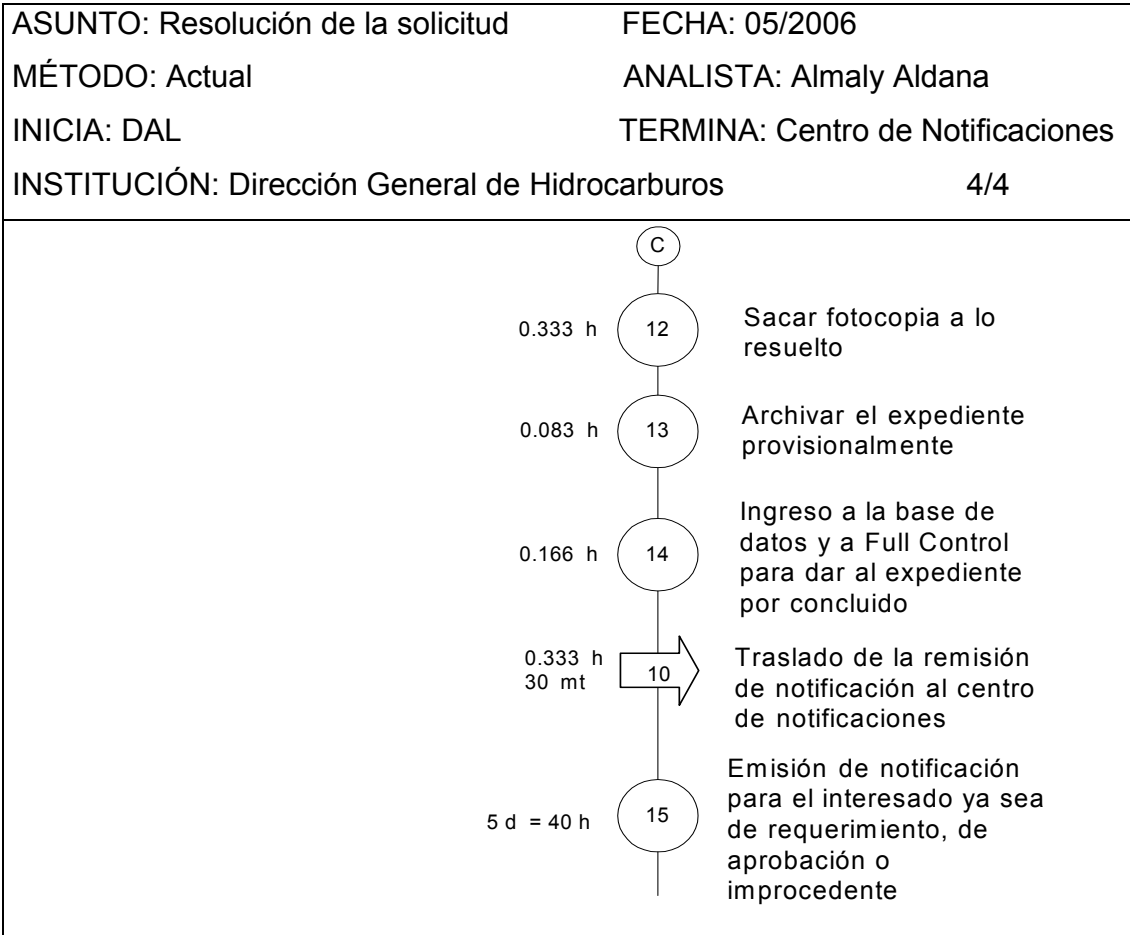 ASUNTO: Resolución de la solicitud FECHA: 05/2006
MÉTODO: Actual ANALISTA: Almaly Aldana
INICIA: DAL TERMINA: Centro de Notificaciones
INSTITUCIÓN: Dirección General de Hidrocarburos 4/4
C
0.333 h 12 Sacar fotocopia a lo
resuelto
0.083 h 13 Archivar el expediente
provisionalmente
Ingreso a la base de
datos y a Full Control
0.166 h 14 para dar al expediente
por concluido
0.333 h
30 mt
10
Traslado de la remisión
de notificación al centro
de notificaciones
Emisión de notificación
para el interesado ya sea
5 d = 40 h 15 de requerimiento, de
aprobación o
improcedente